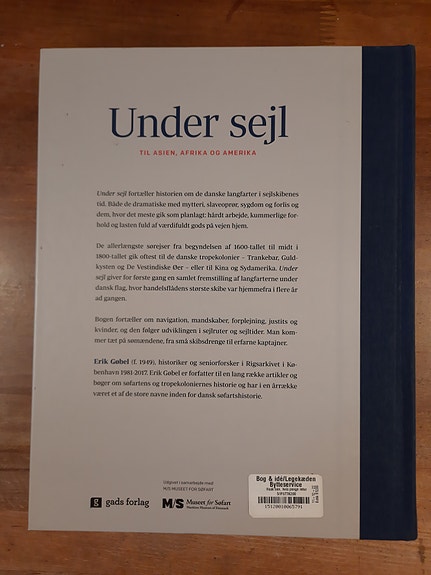 Under sejl
TIL ASIEN, AFRIKA OG AMERIKA
Under sejl fortæller historien om de danske langfarter i sejlskibenes
tid. Både de dramatiske med mytteri, slaveoprør, sygdom og forlis og
dem, hvor det meste gik som planlagt: hårdt arbejde, kummerlige for-
hold og lasten fuld af værdifuldt gods på vejen hjem.
De allerlængste sørejser fra begyndelsen af 1600-tallet til midt i
1800-tallet gik oftest til de danske tropekolonier – Trankebar, Guld-
kysten og De Vestindiske Øer – eller til Kina og Sydamerika. Under
sejl giver for første gang en samlet fremstilling af langfarterne under
dansk flag, hvor handelsflådens største skibe var hjemmefra i flere år
ad gangen.
Bogen fortæller om navigation, mandskaber, forplejning, justits og
kvinder, og den følger udviklingen i sejlruter og sejltider. Man kom-
mer tæt på sømændene, fra små skibsdrenge til erfarne kaptajner.
Erik Gøbel (f. 1949), historiker og seniorforsker i Rigsarkivet i Kø-
benhavn 1981-2017. Erik Gøbel er forfatter til en lang række artikler og
bøger om søfartens og tropekoloniernes historie og har i en årrække
været et af de store navne inden for dansk søfartshistorie.
Udgivet i samarbejde med
M/S MUSEET FOR SØFART
g gads forlag
M/S Museet for Søfart
Bog & idé/Legekæden
Bytteservice
15120010065791